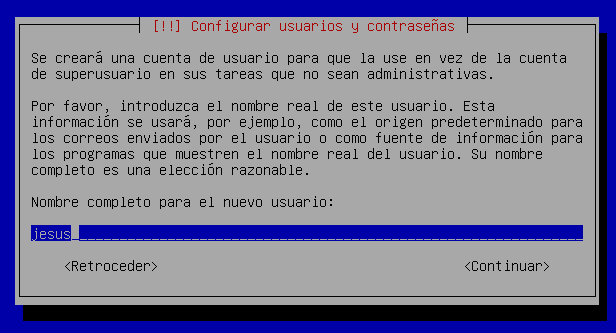 [!!] Configurar usuarios y contraseñas
Se creará una cuenta de usuario para que la use en vez de la cuenta
de superusuario en sus tareas que no sean administrativas.
Por favor, introduzca el nombre real de este usuario. Esta
información se usará, por ejemplo, como el origen predeterminado para
los correos enviados por el usuario o como fuente de información para
los programas que muestren el nombre real del usuario. Su nombre
completo es una elección razonable.
Nombre completo para el nuevo usuario:
jesus
<Retroceder> <Continuar>